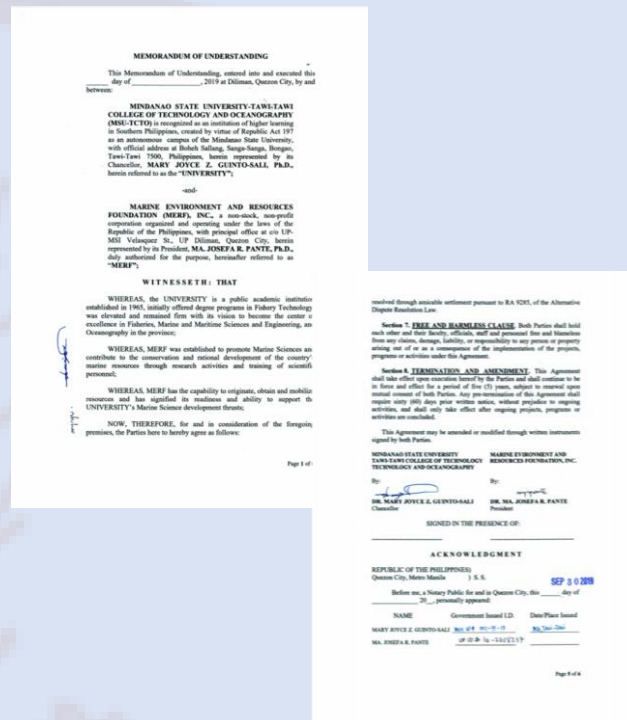 MEMORANDUM OF UNDERSTANDING
This Memorandum of Understanding, entered into and executed this
______ day of ______________, 2019 at Diliman, Quezon City, by and
between:
MINDANAO STATE UNIVERSITY-TAWI-TAWI
COLLEGE OF TECHNOLOGY AND OCEANOGRAPHY
(MSU-TCTO) is recognized as an institution of higher learning
in Southern Philippines, created by virtue of Republic Act 197
as an autonomous campus of the Mindanao State University,
with official address at Boheh Sallang, Sanga-Sanga, Bongao,
Tawi-Tawi 7500, Philippines, herein represented by its
Chancellor, MARY JOYCE Z. GUINTO-SALI, Ph.D.,
herein referred to as the "UNIVERSITY";
-and-
MARINE ENVIRONMENT AND RESOURCES
FOUNDATION (MERF), INC., a non-stock, non-profit
corporation organized and operating under the laws of the
Republic of the Philippines, with principal office at c/o UP-
MSI Velasquez St., UP Diliman, Quezon City, herein
represented by its President, MA. JOSEFA R. PANTE, Ph.D.,
duly authorized for the purpose, hereinafter referred to as
"MERF";
WITNESSETH: THAT
WHEREAS, the UNIVERSITY is a public academic institutio
established in 1965, initially offered degree programs in Fishery Technology
was elevated and remained firm with its vision to become the center o
excellence in Fisheries, Marine and Maritime Sciences and Engineering, an
Oceanography in the province;
WHEREAS, MERF was established to promote Marine Sciences an
contribute to the conservation and rational development of the country'
marine resources through research activities and training of scientifi
personnel;
WHEREAS, MERF has the capability to originate, obtain and mobiliz
resources and has signified its readiness and ability to support th
UNIVERSITY's Marine Science development thrusts;
NOW, THEREFORE, for and in consideration of the foregoin
premises, the Parties here to hereby agree as follows:
Page 1 of
resolved through amicable settlement pursuant to RA 9285, of the Alternative
Dispute Resolution Law.
Section 7. FREE AND HARMLESS CLAUSE. Both Parties shall hold
each other and their faculty, officials, staff and personnel free and Harmless
from any claims, damage, liability, or responsibility to any person or property
arising out of or as a consequence of the implementation of the projects,
programs or activities under this Agreement.
Section 8. TERMINATION AND AMENDMENT. This Agreement
shall take effect upon execution hereof by the Parties and shall continue to be
in force and effect for a period of five (5) years, subject to renewal upon
mutual consent of both Parties. Any pre-termination of this Agreement shall
require sixty (60) days prior written notice, without prejudice to ongoing
activities, and shall only take effect after ongoing projects, programs or
activities are concluded.
This Agreement may be amended or modified through written instruments
signed by both Parties.
MINDANAO STATE UNIVERSITY
TAWI-TAWI COLLEGE OF TECHNOLOGY
TECHNOLOGY AND OCEANOGRAPHY
MARINE EVIRONMENT AND
RESOURCES FOUNDATION, INC.
By:
By:
DR. MARY JOYCE Z. GUINTO-SALI
Chancellor
DR. MA. JOSEFA R. PANTE
President
SIGNED IN THE PRESENCE OF:
ACKNOWLEDGMENT
REPUBLIC OF THE PHILIPPINES)
Quezon City, Metro Manila ) S. S.
SEP 30 2019
Before me, a Notary Public for and in Quezon City, this ______ day of
______________ 20__, personally appeared:
NAME Government Issued I.D. Date/Place Issued
MARY JOYCE Z. GUINTO-SALI
MA. JOSEFA R. PANTE
Page 5 of 6